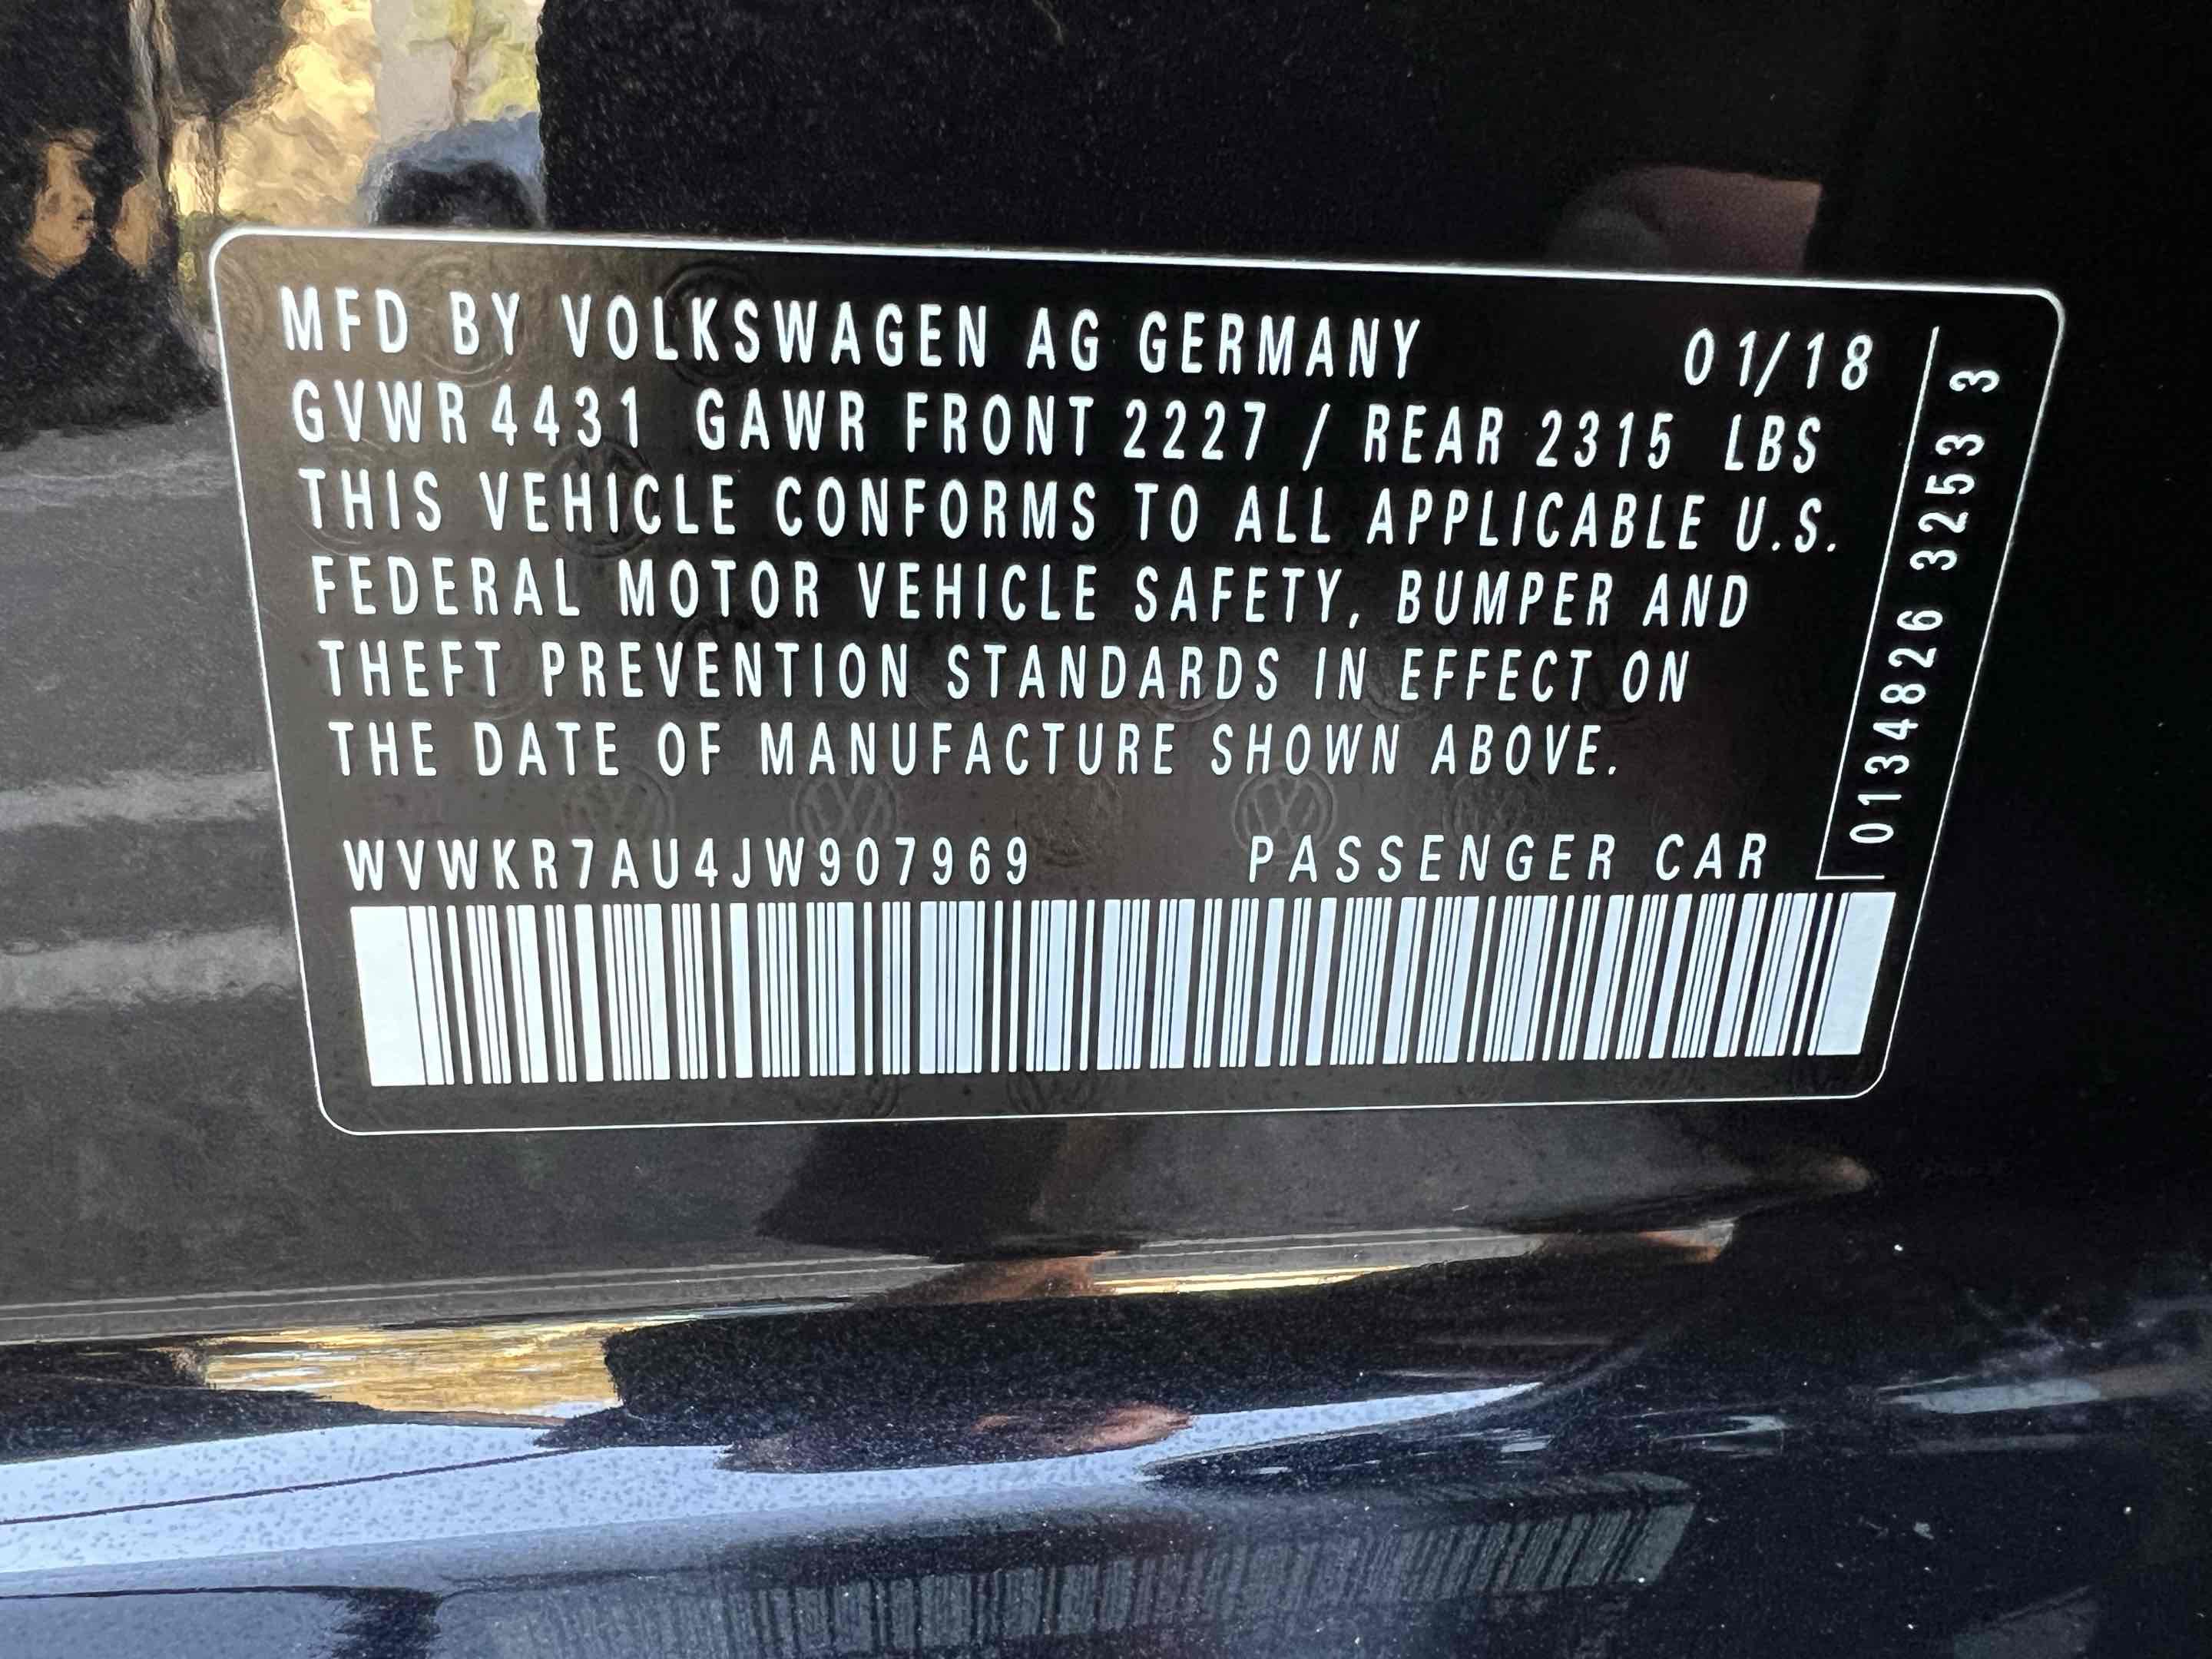 MFD BY VOLKSWAGEN AG GERMANY 01/18
GVWR 4431 GAWR FRONT 2227 / REAR 2315 LBS
THIS VEHICLE CONFORMS TO ALL APPLICABLE U.S.
FEDERAL MOTOR VEHICLE SAFETY, BUMPER AND
THEFT PREVENTION STANDARDS IN EFFECT ON
THE DATE OF MANUFACTURE SHOWN ABOVE.
WVWKR7AU4JW907969 PASSENGER CAR
0134826 3253 3